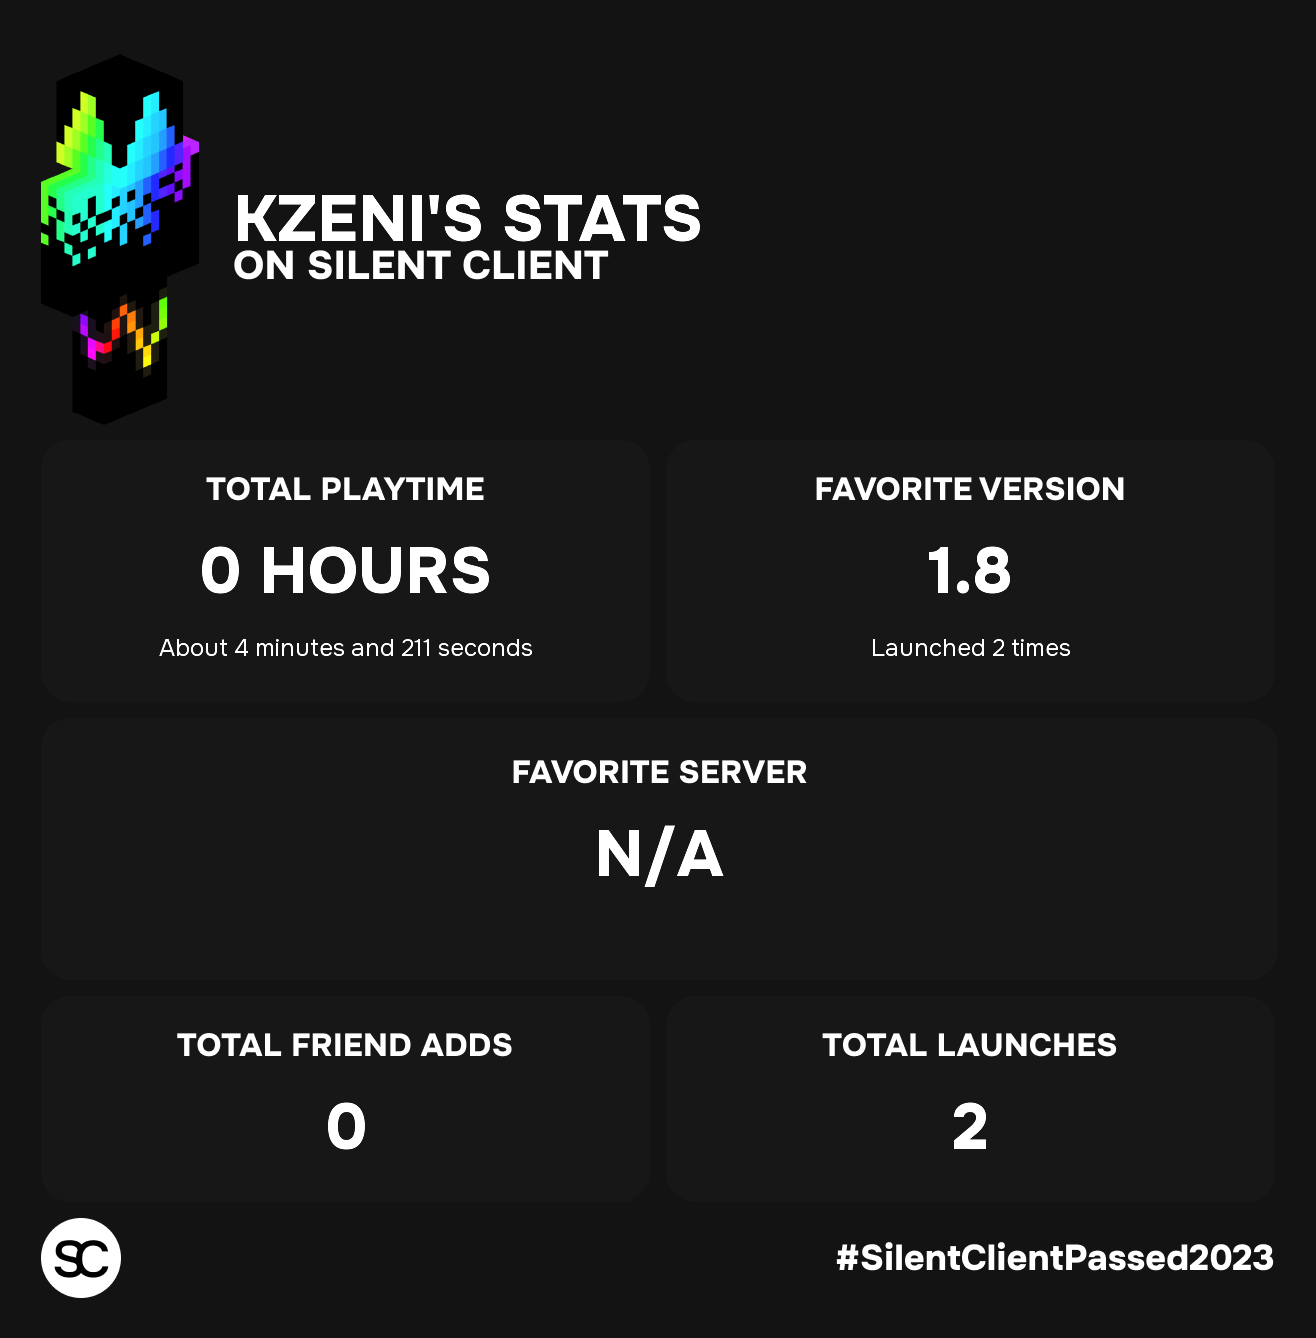 KZENI'S STATS
ON SILENT CLIENT
TOTAL PLAYTIME
0 HOURS
About 4 minutes and 211 seconds
FAVORITE VERSION
1.8
Launched 2 times
FAVORITE SERVER
N/A
TOTAL FRIEND ADDS
0
TOTAL LAUNCHES
2
SC
#SilentClientPassed2023